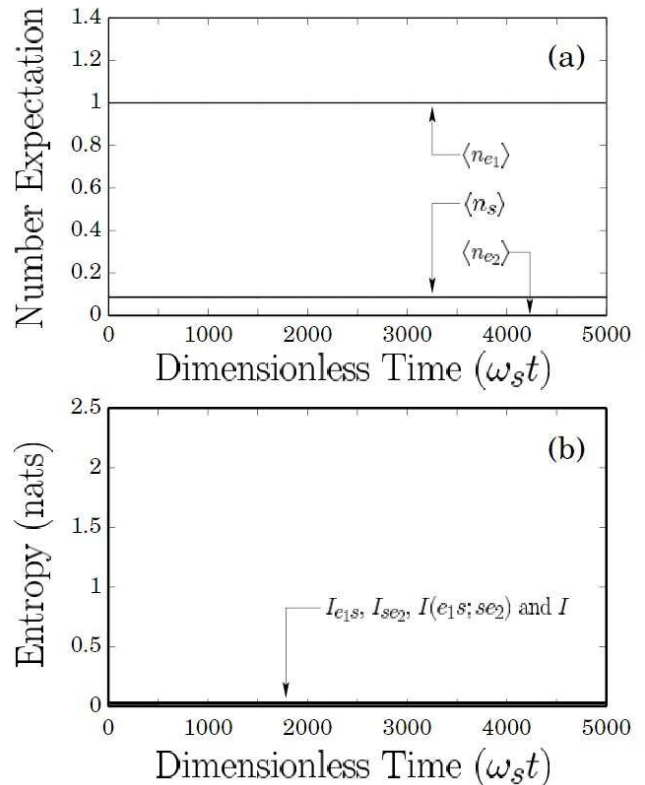 1.4
(a)
1.2
1
⟨n_{e_1}⟩
0.8
0.6
⟨n_s⟩
0.4
⟨n_{e_2}⟩
0.2
0
0 1000 2000 3000 4000 5000
Number Expectation
Dimensionless Time (ω_s t)
2.5
(b)
2
1.5
1
I_{e_1 s}, I_{s e_2}, I(e_1 s; s e_2) and I
0.5
0
0 1000 2000 3000 4000 5000
Entropy (nats)
Dimensionless Time (ω_s t)